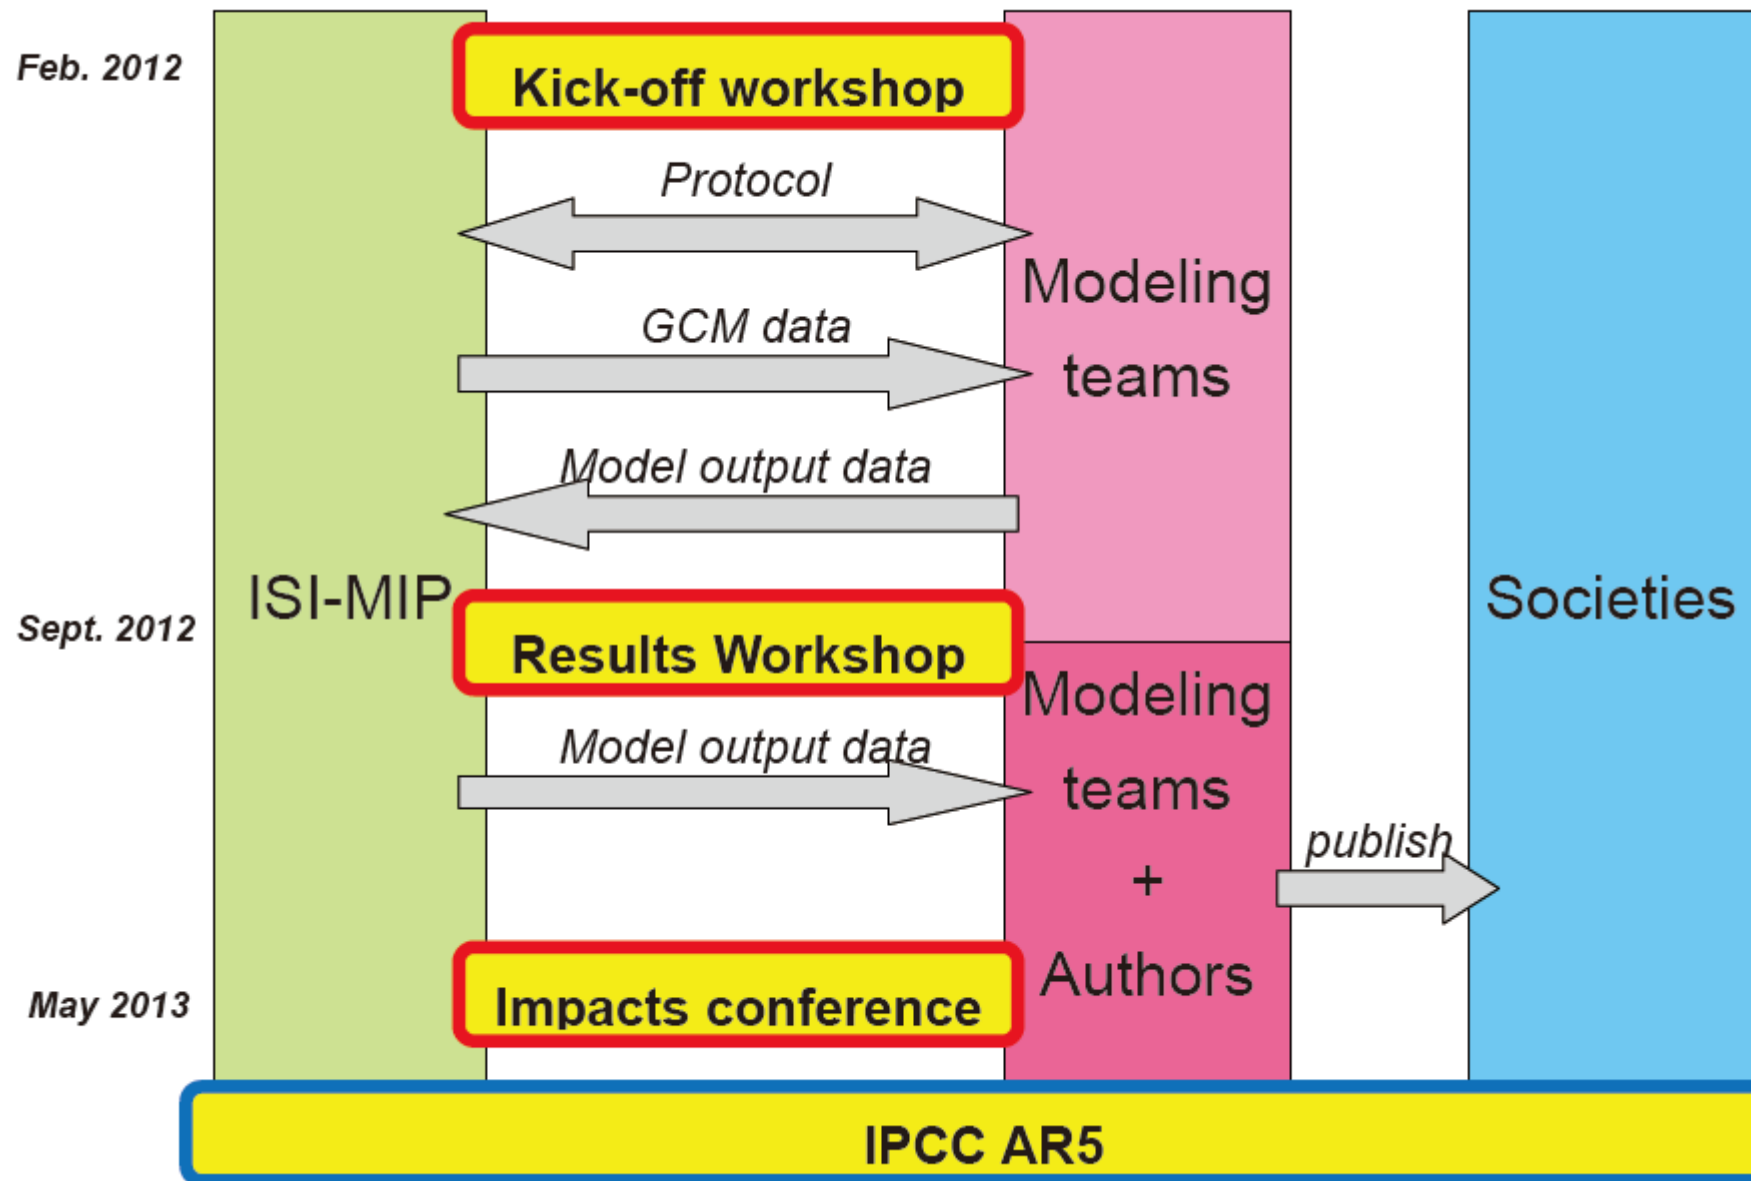 Feb. 2012
Kick-off workshop
Protocol
GCM data
Modeling
teams
Model output data
ISI-MIP
Societies
Sept. 2012
Results Workshop
Modeling
teams
+
Authors
Model output data
publish
May 2013
Impacts conference
IPCC AR5